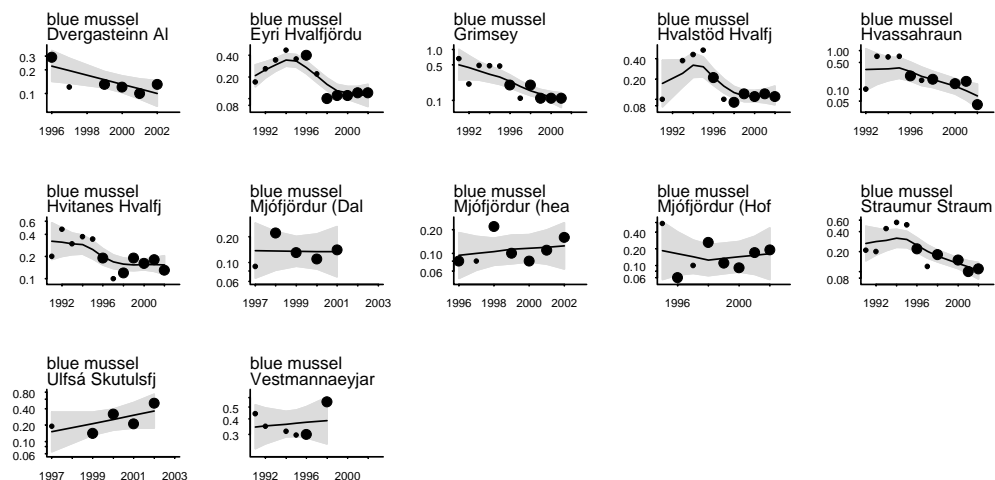 blue mussel
Dvergasteinn Al
0.3
0.2
0.1
1996 1998 2000 2002
blue mussel
Eyri Hvalfjördu
0.40
0.20
0.08
1992 1996 2000
blue mussel
Grimsey
1.0
0.5
0.1
1992 1996 2000
blue mussel
Hvalstöd Hvalfj
0.40
0.20
0.08
1992 1996 2000
blue mussel
Hvassahraun
1.00
0.50
0.10
0.05
1992 1996 2000
blue mussel
Hvitanes Hvalfj
0.6
0.4
0.2
0.1
1992 1996 2000
blue mussel
Mjófjördur (Dal
0.20
0.10
0.06
1997 1999 2001 2003
blue mussel
Mjófjördur (hea
0.20
0.10
0.06
1996 1998 2000 2002
blue mussel
Mjófjördur (Hof
0.40
0.20
0.10
0.06
1996 2000
blue mussel
Straumur Straum
0.60
0.20
0.08
1992 1996 2000
blue mussel
Ulfsá Skutulsfj
0.80
0.40
0.20
0.10
0.06
1997 1999 2001 2003
blue mussel
Vestmannaeyjar
0.5
0.4
0.3
1992 1996 2000